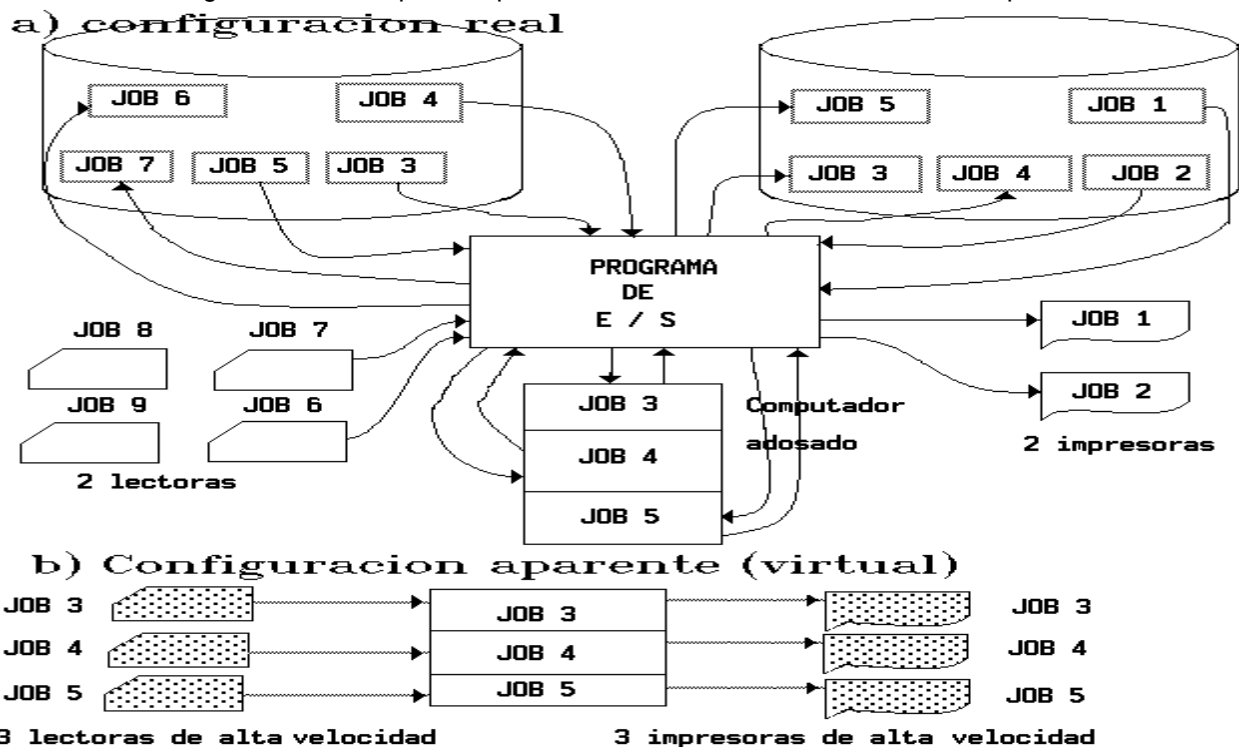 a) configuracion real
JOB 6
JOB 4
JOB 7
JOB 5
JOB 3
JOB 5
JOB 1
JOB 3
JOB 4
JOB 2
PROGRAMA
DE
E / S
JOB 8
JOB 7
JOB 9
JOB 6
2 lectoras
JOB 3
JOB 4
JOB 5
Computador
adosado
JOB 1
JOB 2
2 impresoras
b) Configuracion aparente (virtual)
JOB 3
JOB 3
JOB 3
JOB 4
JOB 4
JOB 4
JOB 5
JOB 5
JOB 5
3 lectoras de alta velocidad
3 impresoras de alta velocidad